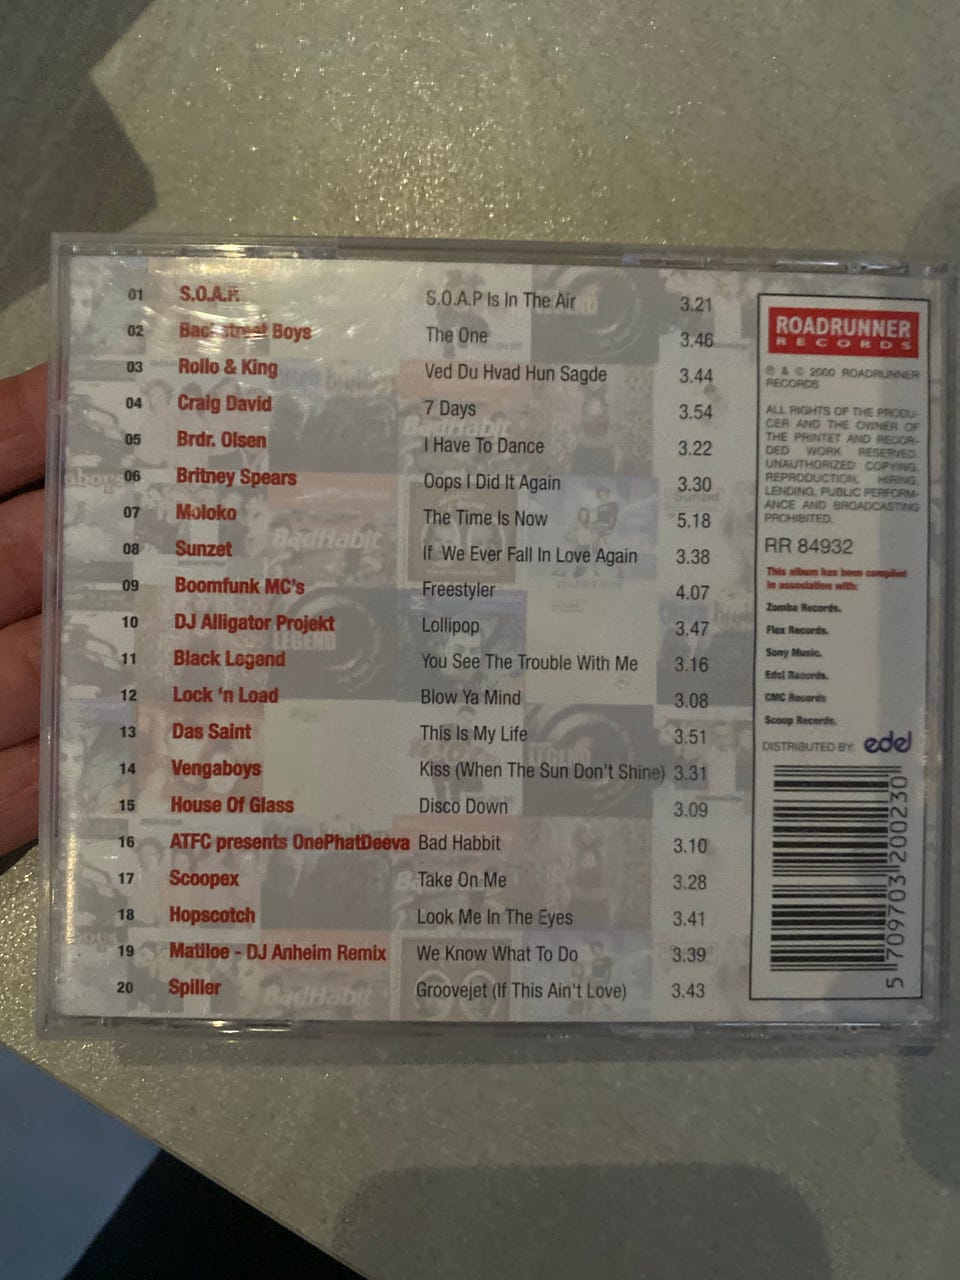 01 S.O.A.P. S.O.A.P Is In The Air 3.21
02 Backstreet Boys The One 3.46
03 Rollo & King Ved Du Hvad Hun Sagde 3.44
04 Craig David 7 Days 3.54
05 Brdr. Olsen I Have To Dance 3.22
06 Britney Spears Oops I Did It Again 3.30
07 Moloko The Time Is Now 5.18
08 Sunzet If We Ever Fall In Love Again 3.38
09 Boomfunk MC's Freestyler 4.07
10 DJ Alligator Projekt Lollipop 3.47
11 Black Legend You See The Trouble With Me 3.16
12 Lock 'n Load Blow Ya Mind 3.08
13 Das Saint This Is My Life 3.51
14 Vengaboys Kiss (When The Sun Don't Shine) 3.31
15 House Of Glass Disco Down 3.09
16 ATFC presents OnePhatDeeva Bad Habbit 3.10
17 Scoopex Take On Me 3.28
18 Hopscotch Look Me In The Eyes 3.41
19 Matiloe - DJ Anheim Remix We Know What To Do 3.39
20 Spiller Groovejet (If This Ain't Love) 3.43
ROADRUNNER
RECORDS
℗ & © 2000 ROADRUNNER
RECORDS
ALL RIGHTS OF THE PRODU-
CER AND THE OWNER OF
THE PRINTET AND RECOR-
DED WORK RESERVED.
UNAUTHORIZED COPYING,
REPRODUCTION, HIRING,
LENDING, PUBLIC PERFORM-
ANCE AND BROADCASTING
PROHIBITED.
RR 84932
This album has been compiled
in assosiation with:
Zomba Records.
Flex Records.
Sony Music.
Edel Records.
CMC Records
Scoop Records.
DISTRIBUTED BY: edel
5 709703 200230
BadHabit
BadHabit
BadHabit
LEGEND
LEGEND
Sunzet